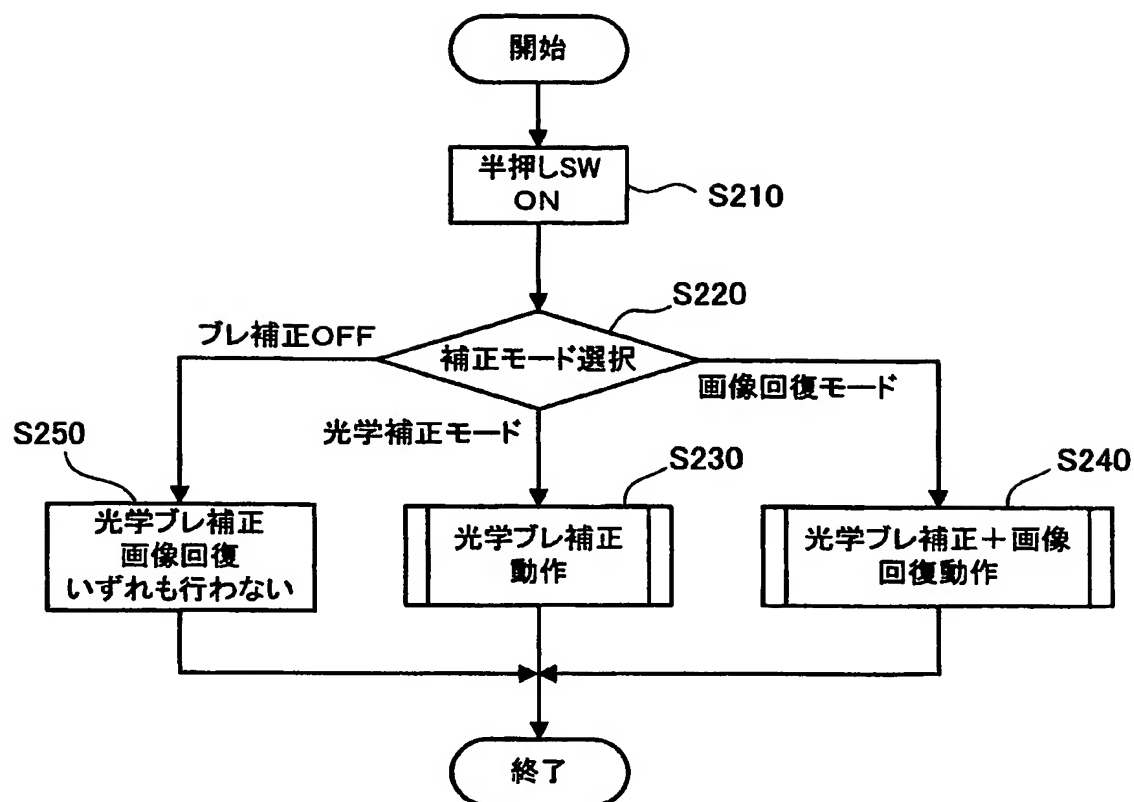 開始
半押しSW
ON
S210
S220
補正モード選択
ブレ補正OFF
光学補正モード
画像回復モード
S250
光学ブレ補正
画像回復
いずれも行わない
S230
光学ブレ補正
動作
S240
光学ブレ補正＋画像
回復動作
終了